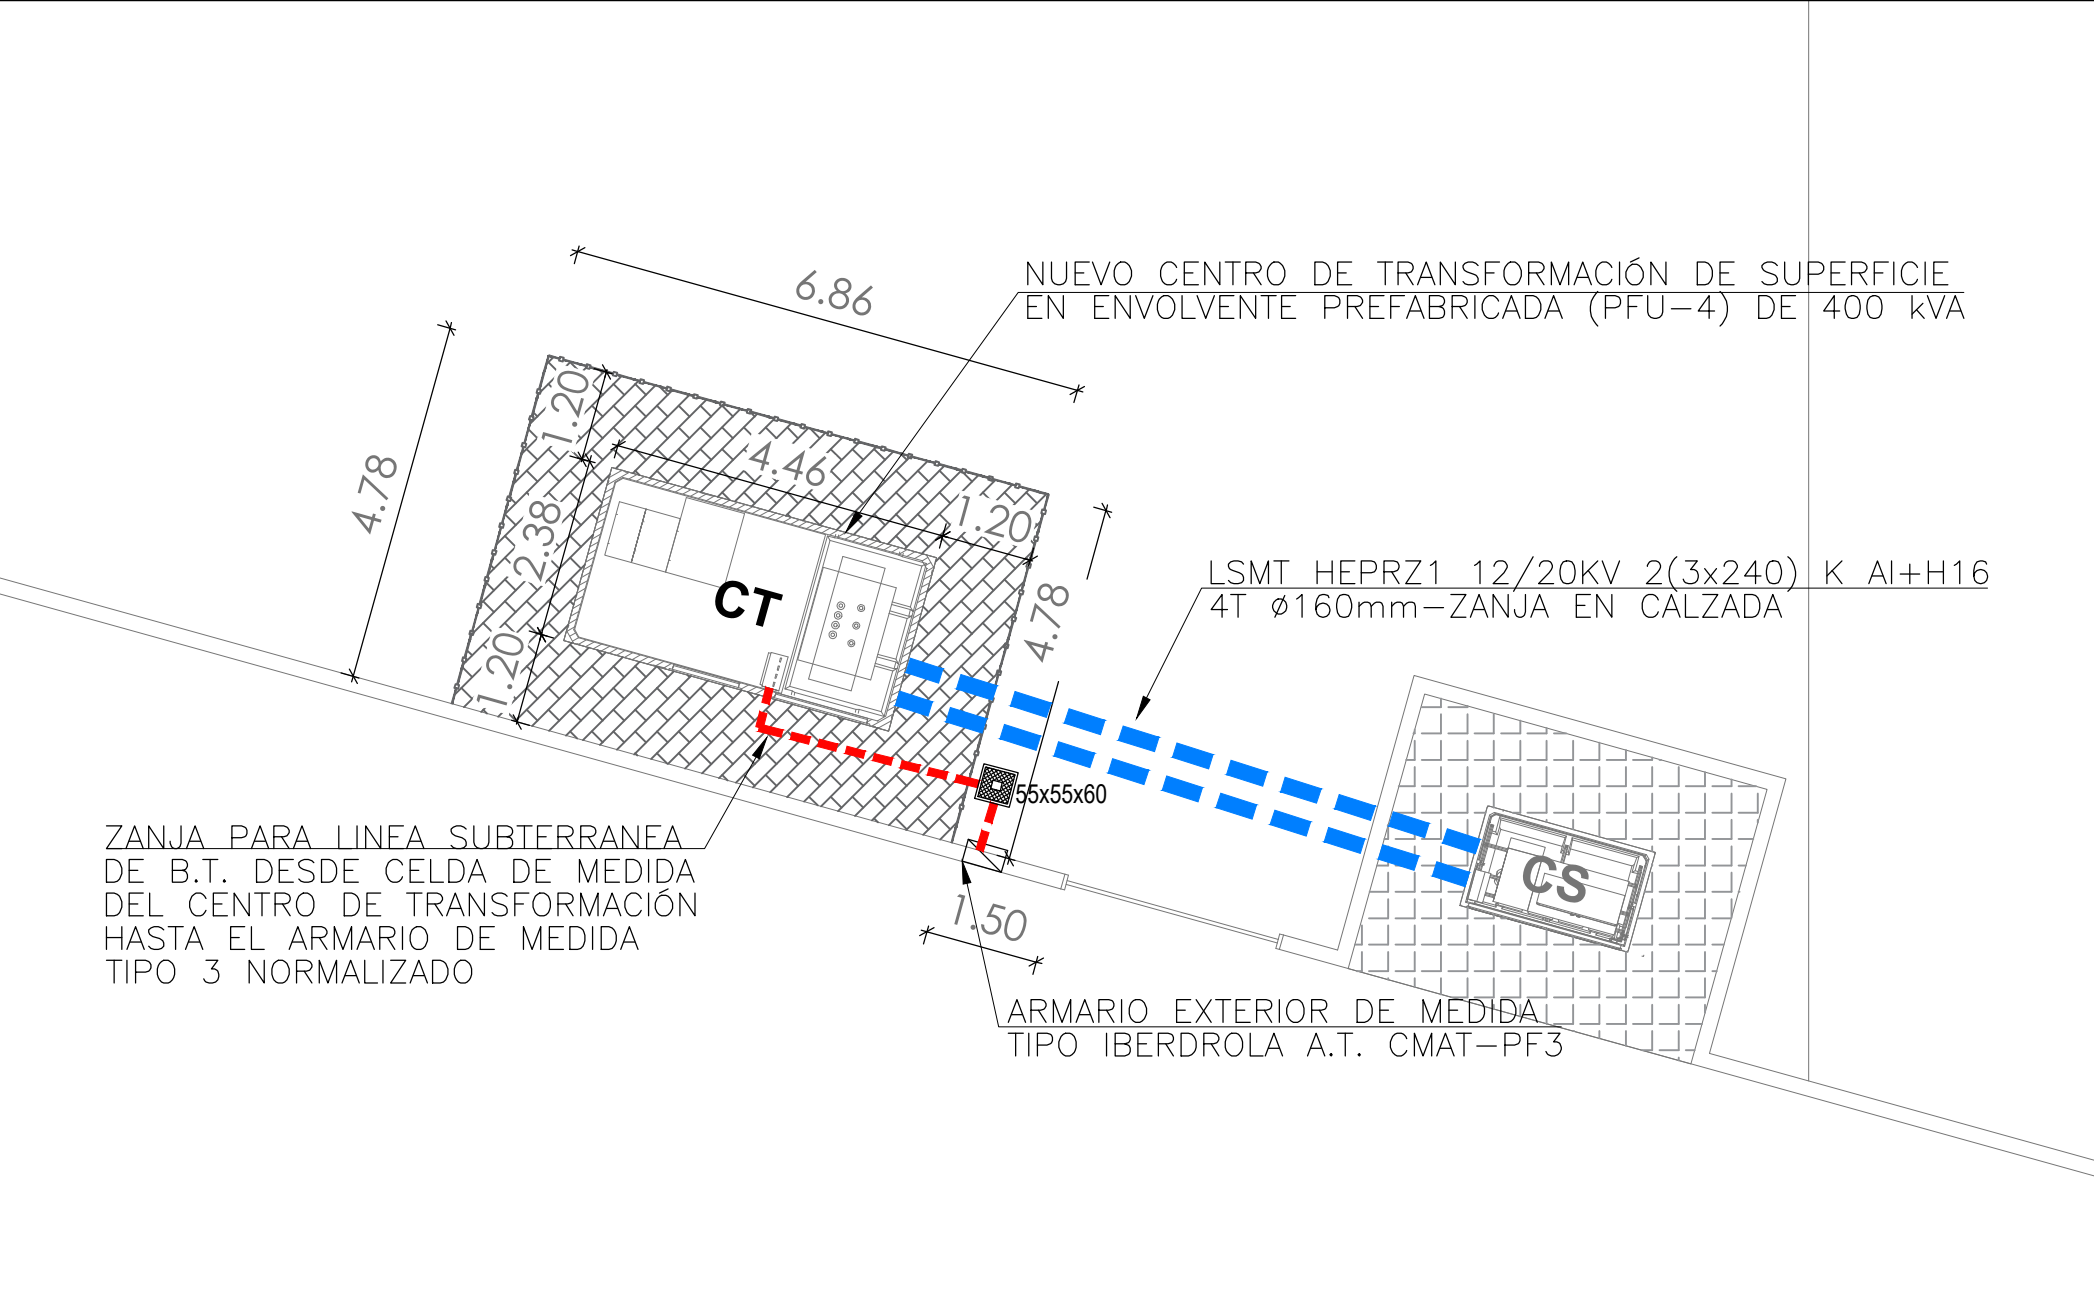 6.86
NUEVO CENTRO DE TRANSFORMACIÓN DE SUPERFICIE
EN ENVOLVENTE PREFABRICADA (PFU-4) DE 400 kVA
1.20
4.46
4.78
1.20
2.38
CT
4.78
LSMT HEPRZ1 12/20KV 2(3x240) K Al+H16
4T ø160mm-ZANJA EN CALZADA
1.20
55x55x60
ZANJA PARA LINEA SUBTERRANEA
DE B.T. DESDE CELDA DE MEDIDA
DEL CENTRO DE TRANSFORMACIÓN
HASTA EL ARMARIO DE MEDIDA
TIPO 3 NORMALIZADO
CS
1.50
ARMARIO EXTERIOR DE MEDIDA
TIPO IBERDROLA A.T. CMAT-PF3